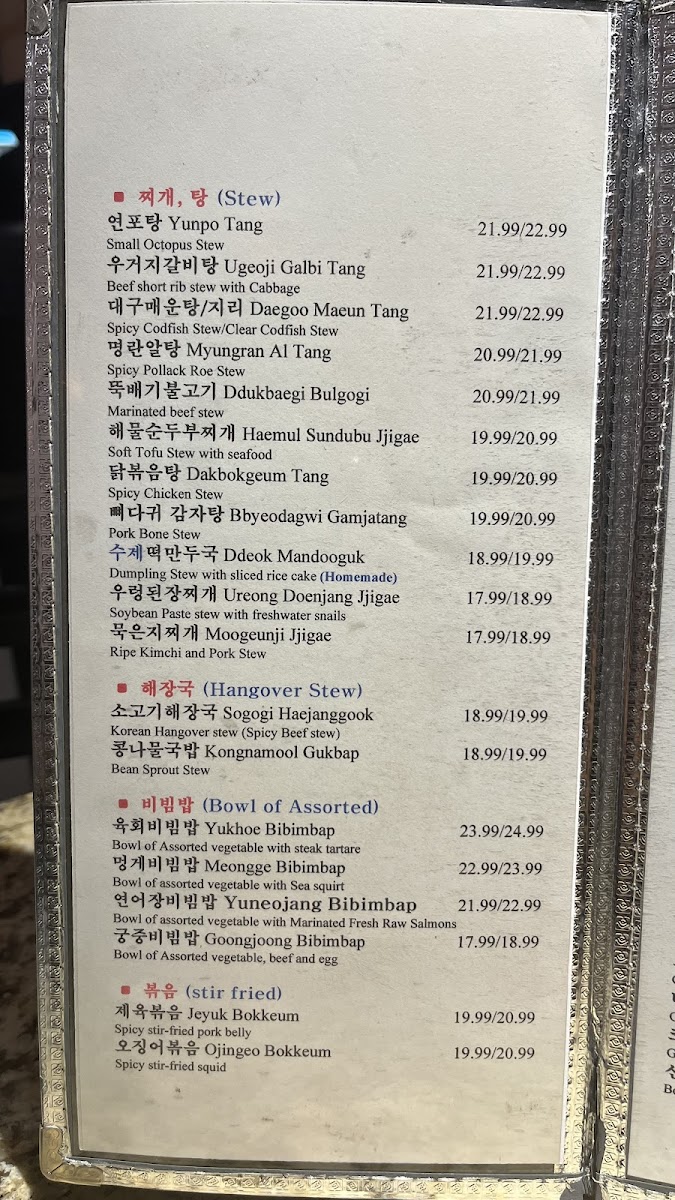 찌개, 탕 (Stew)
연포탕 Yunpo Tang 21.99/22.99
Small Octopus Stew
우거지갈비탕 Ugeoji Galbi Tang 21.99/22.99
Beef short rib stew with Cabbage
대구매운탕/지리 Daegoo Maeun Tang 21.99/22.99
Spicy Codfish Stew/Clear Codfish Stew
명란알탕 Myungran Al Tang 20.99/21.99
Spicy Pollack Roe Stew
뚝배기불고기 Ddukbaegi Bulgogi 20.99/21.99
Marinated beef stew
해물순두부찌개 Haemul Sundubu Jjigae 19.99/20.99
Soft Tofu Stew with seafood
닭볶음탕 Dakbokgeum Tang 19.99/20.99
Spicy Chicken Stew
뼈다귀 감자탕 Bbyeodagwi Gamjatang 19.99/20.99
Pork Bone Stew
수제떡만두국 Ddeok Mandooguk 18.99/19.99
Dumpling Stew with sliced rice cake (Homemade)
우렁된장찌개 Ureong Doenjang Jjigae 17.99/18.99
Soybean Paste stew with freshwater snails
묵은지찌개 Moogeunji Jjigae 17.99/18.99
Ripe Kimchi and Pork Stew
해장국 (Hangover Stew)
소고기해장국 Sogogi Haejanggook 18.99/19.99
Korean Hangover stew (Spicy Beef stew)
콩나물국밥 Kongnamool Gukbap 18.99/19.99
Bean Sprout Stew
비빔밥 (Bowl of Assorted)
육회비빔밥 Yukhoe Bibimbap 23.99/24.99
Bowl of Assorted vegetable with steak tartare
멍게비빔밥 Meongge Bibimbap 22.99/23.99
Bowl of assorted vegetable with Sea squirt
연어장비빔밥 Yuneojang Bibimbap 21.99/22.99
Bowl of assorted vegetable with Marinated Fresh Raw Salmons
궁중비빔밥 Goongjoong Bibimbap 17.99/18.99
Bowl of Assorted vegetable, beef and egg
볶음 (stir fried)
제육볶음 Jeyuk Bokkeum 19.99/20.99
Spicy stir-fried pork belly
오징어볶음 Ojingeo Bokkeum 19.99/20.99
Spicy stir-fried squid